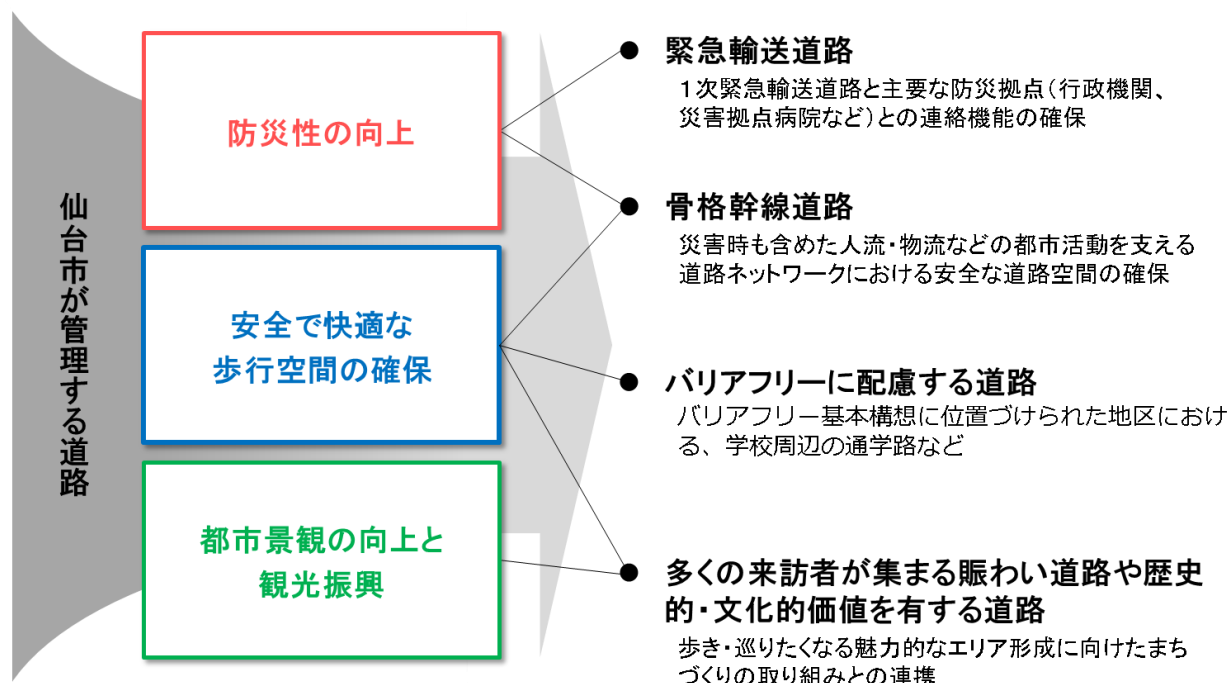 仙台市が管理する道路
防災性の向上
安全で快適な
歩行空間の確保
都市景観の向上と
観光振興
● 緊急輸送道路
１次緊急輸送道路と主要な防災拠点（行政機関、
災害拠点病院など）との連絡機能の確保
● 骨格幹線道路
災害時も含めた人流・物流などの都市活動を支える
道路ネットワークにおける安全な道路空間の確保
● バリアフリーに配慮する道路
バリアフリー基本構想に位置づけられた地区におけ
る、学校周辺の通学路など
● 多くの来訪者が集まる賑わい道路や歴史
的・文化的価値を有する道路
歩き・巡りたくなる魅力的なエリア形成に向けたまち
づくりの取り組みとの連携